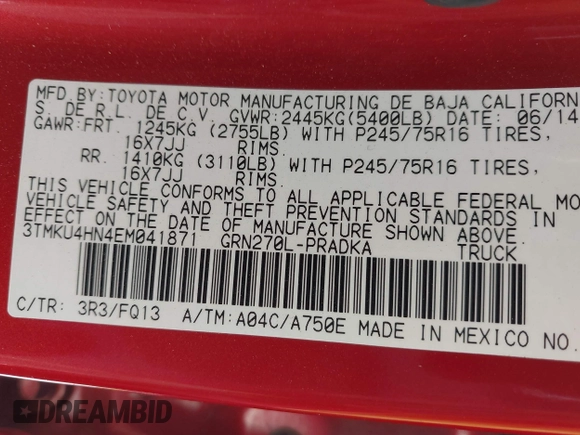 MFD. BY: TOYOTA MOTOR MANUFACTURING DE BAJA CALIFORN
S. DE R.L. DE C.V. GVWR: 2445KG(5400LB) DATE: 06/14
GAWR: FRT. 1245KG (2755LB) WITH P245/75R16 TIRES,
16X7JJ RIMS.
RR. 1410KG (3110LB) WITH P245/75R16 TIRES,
16X7JJ RIMS.
THIS VEHICLE CONFORMS TO ALL APPLICABLE FEDERAL MO
VEHICLE SAFETY AND THEFT PREVENTION STANDARDS IN
EFFECT ON THE DATE OF MANUFACTURE SHOWN ABOVE.
3TMKU4HN4EM041871 GRN270L-PRADKA TRUCK
C/TR: 3R3/FQ13 A/TM: A04C/A750E MADE IN MEXICO NO.
DREAMBID